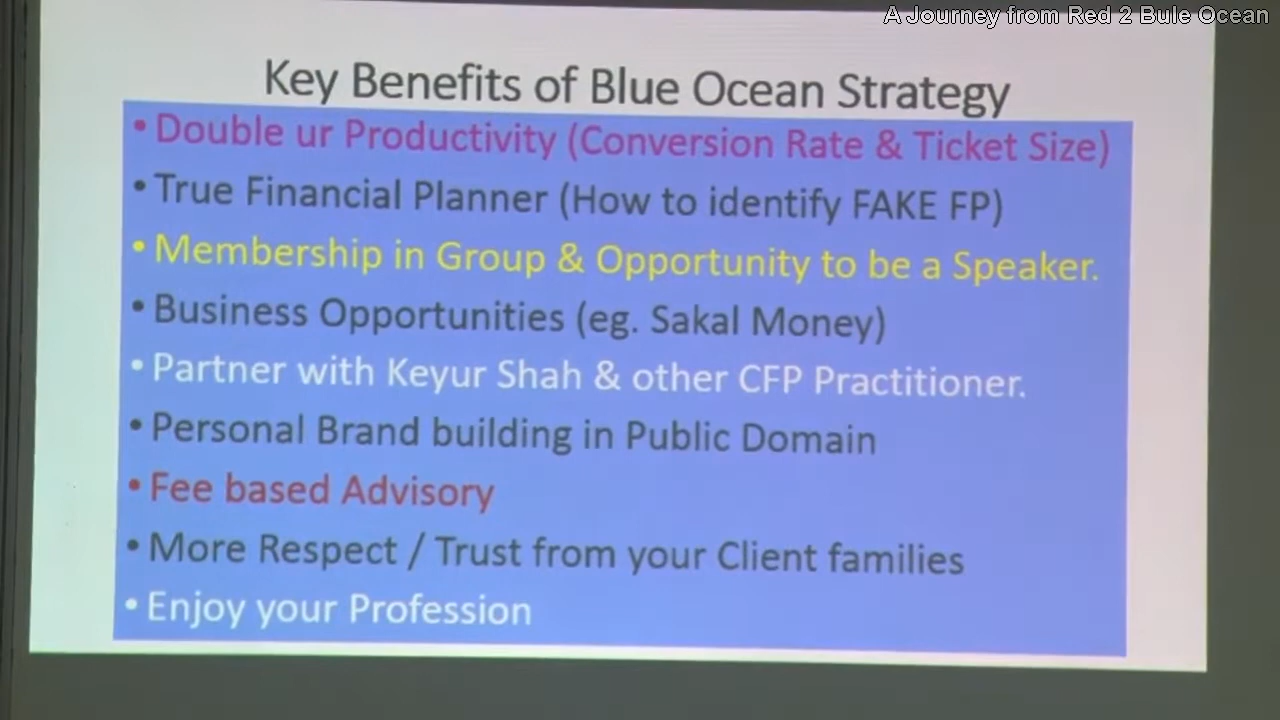 A Journey from Red 2 Bule Ocean
Key Benefits of Blue Ocean Strategy
• Double ur Productivity (Conversion Rate & Ticket Size)
• True Financial Planner (How to identify FAKE FP)
• Membership in Group & Opportunity to be a Speaker.
• Business Opportunities (eg. Sakal Money)
• Partner with Keyur Shah & other CFP Practitioner.
• Personal Brand building in Public Domain
• Fee based Advisory
• More Respect / Trust from your Client families
• Enjoy your Profession